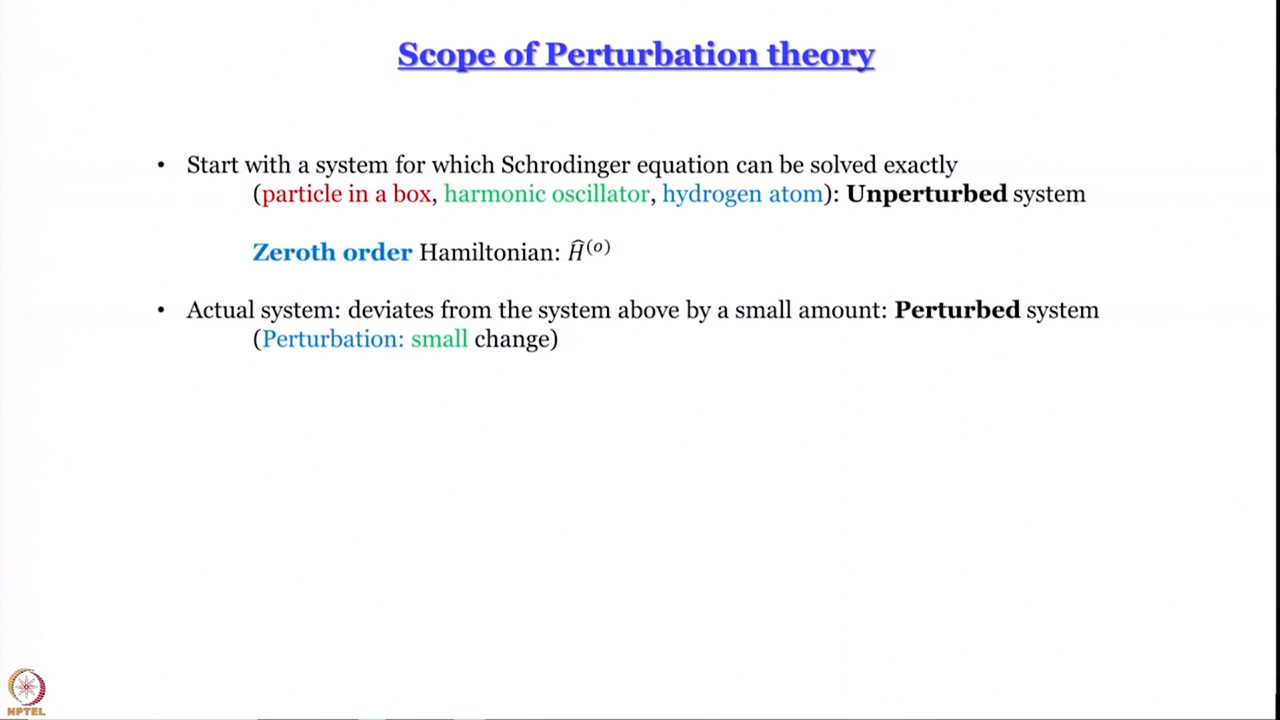 Scope of Perturbation theory
• Start with a system for which Schrodinger equation can be solved exactly
(particle in a box, harmonic oscillator, hydrogen atom): Unperturbed system
Zeroth order Hamiltonian: Ĥ⁽ᵒ⁾
• Actual system: deviates from the system above by a small amount: Perturbed system
(Perturbation: small change)
NPTEL